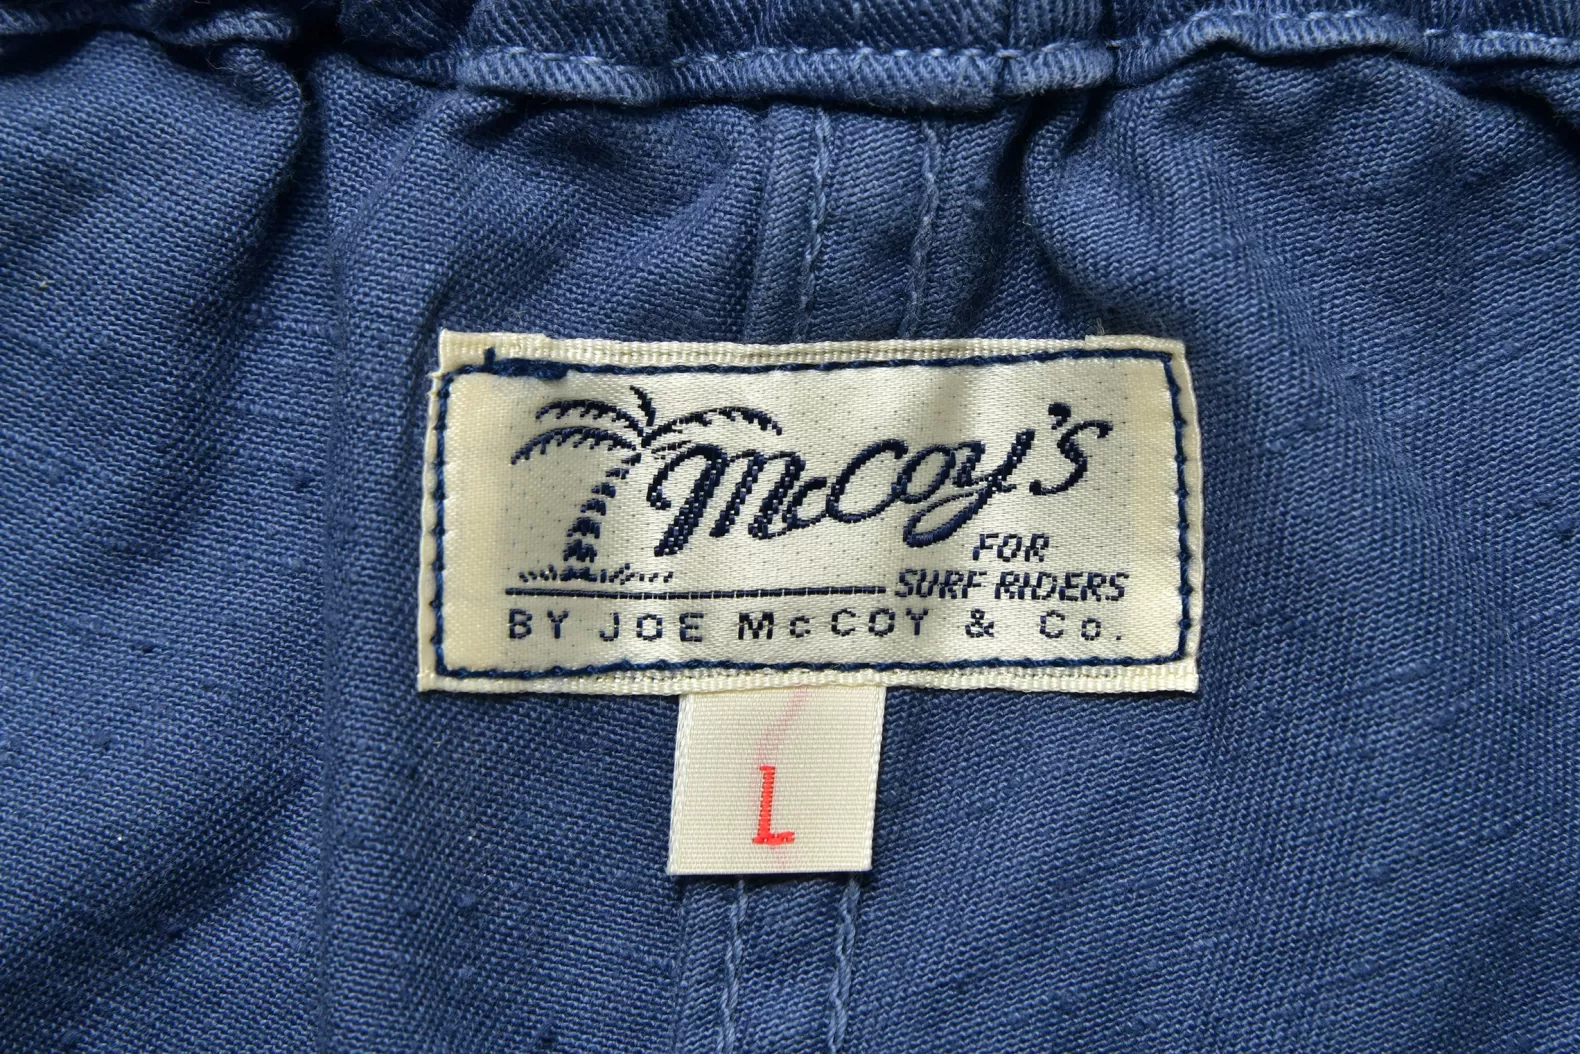 McCoy's
FOR
SURF RIDERS
BY JOE McCOY & Co.
L